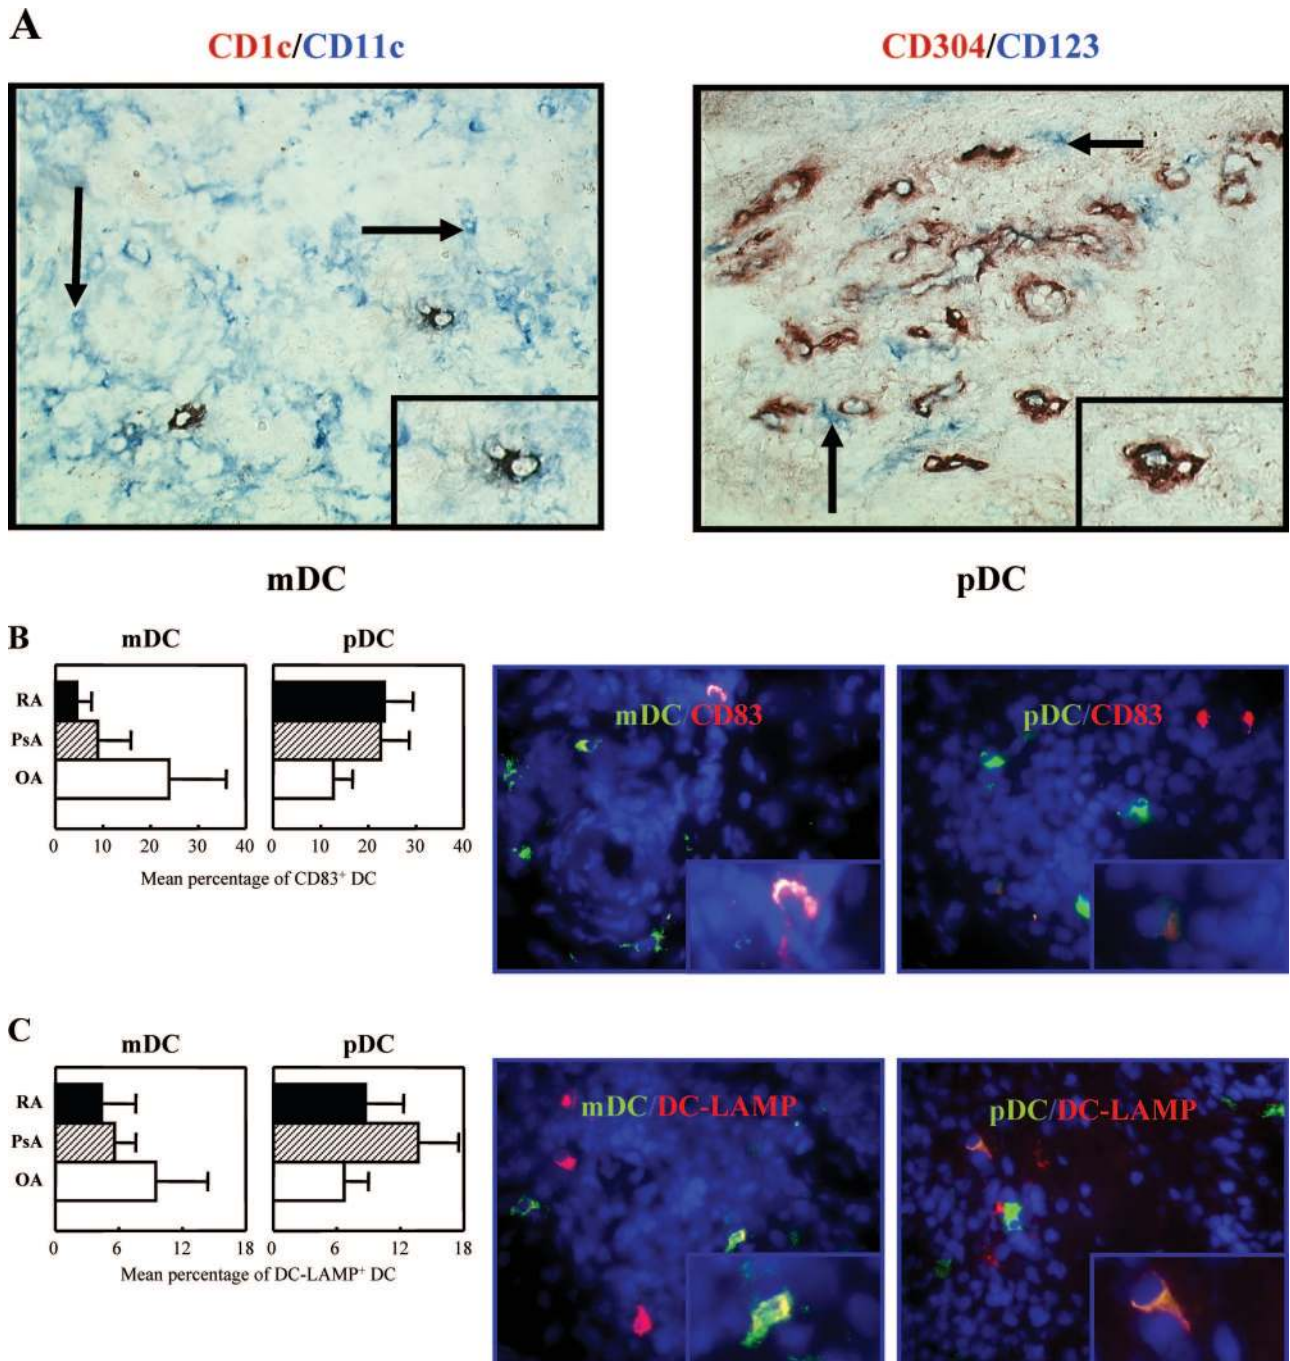 A
CD1c/CD11c
CD304/CD123
mDC
pDC
B
mDC
pDC
RA
PsA
OA
0 10 20 30 40
0 10 20 30 40
Mean percentage of CD83⁺ DC
mDC/CD83
pDC/CD83
C
mDC
pDC
RA
PsA
OA
0 6 12 18
0 6 12 18
Mean percentage of DC-LAMP⁺ DC
mDC/DC-LAMP
pDC/DC-LAMP